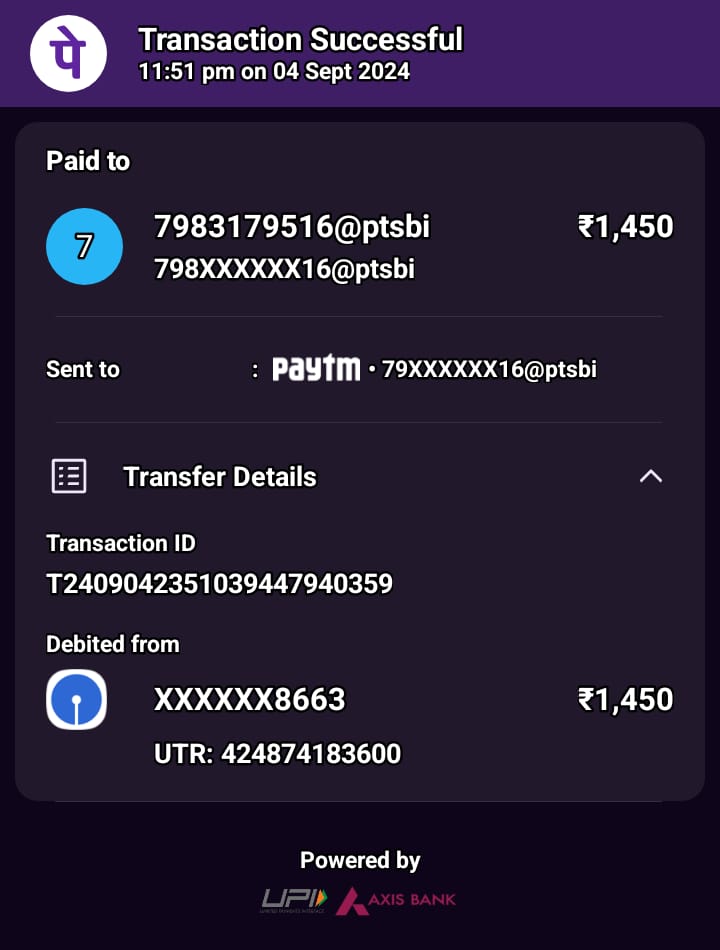 पे
Transaction Successful
11:51 pm on 04 Sept 2024
Paid to
7
7983179516@ptsbi
₹1,450
798XXXXXX16@ptsbi
Sent to : paytm • 79XXXXXX16@ptsbi
Transfer Details
Transaction ID
T2409042351039447940359
Debited from
XXXXXX8663
₹1,450
UTR: 424874183600
Powered by
UPI
UNIFIED PAYMENTS INTERFACE
AXIS BANK